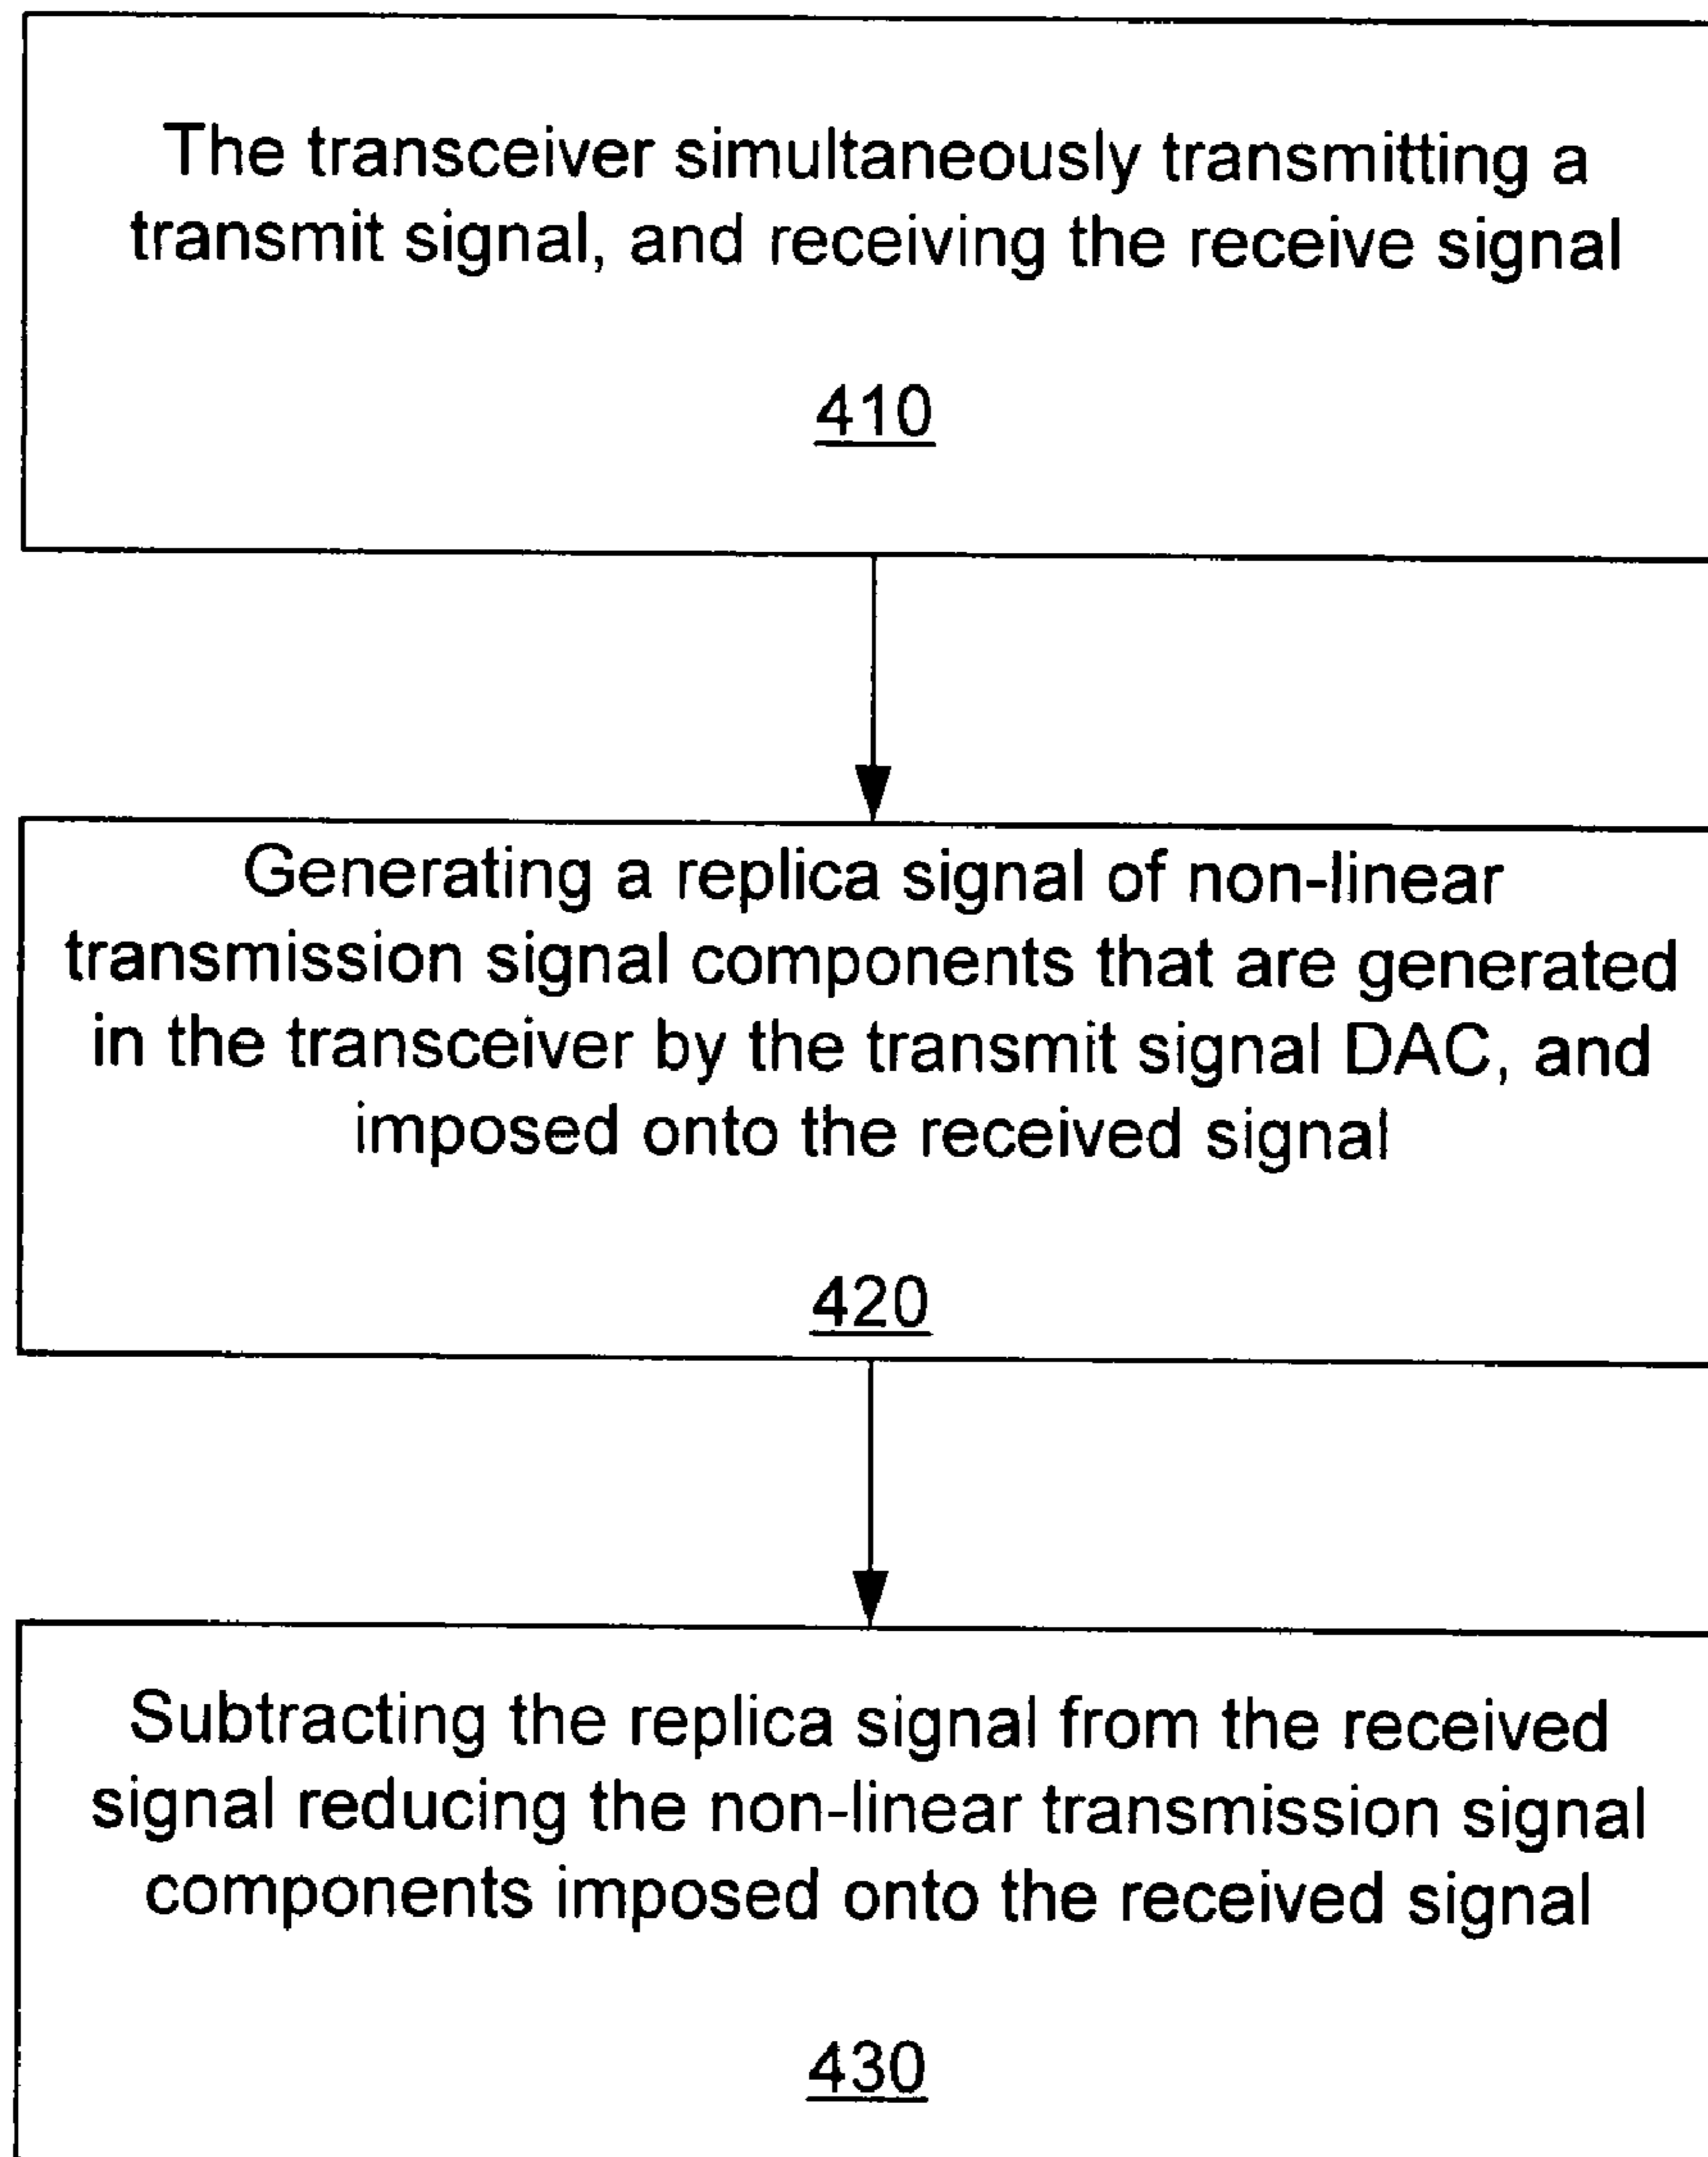 The transceiver simultaneously transmitting a
transmit signal, and receiving the receive signal
410
Generating a replica signal of non-linear
transmission signal components that are generated
in the transceiver by the transmit signal DAC, and
imposed onto the received signal
420
Subtracting the replica signal from the received
signal reducing the non-linear transmission signal
components imposed onto the received signal
430